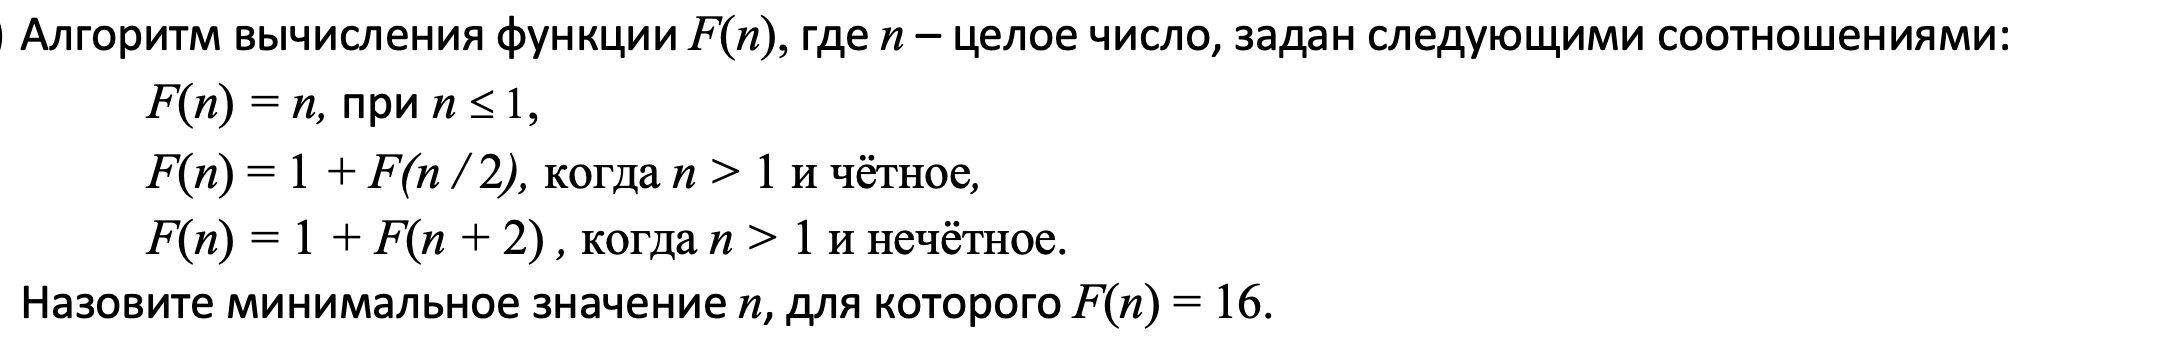 ) Алгоритм вычисления функции F(n), где n – целое число, задан следующими соотношениями:
F(n) = n, при n ≤ 1,
F(n) = 1 + F(n / 2), когда n > 1 и чётное,
F(n) = 1 + F(n + 2) , когда n > 1 и нечётное.
Назовите минимальное значение n, для которого F(n) = 16.